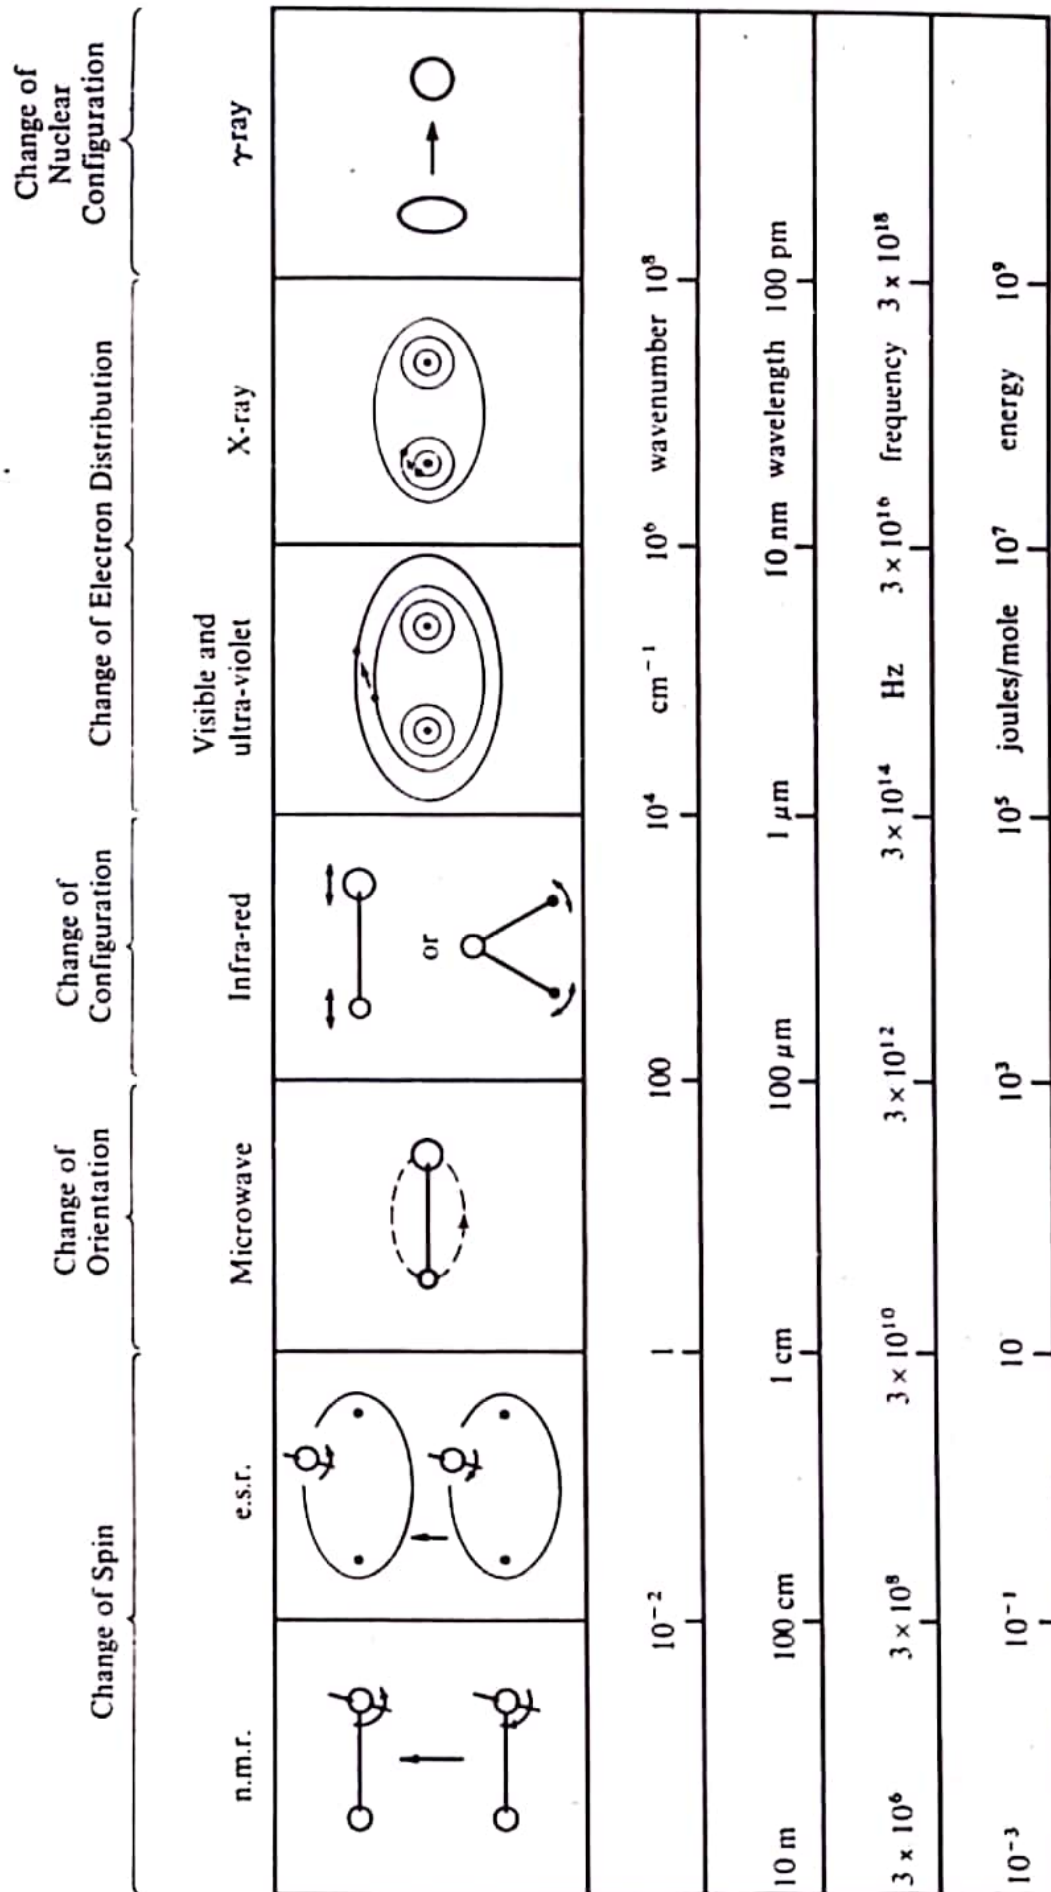 Change of Spin
Change of
Orientation
Change of
Configuration
Change of Electron Distribution
Change of
Nuclear
Configuration
n.m.r.
e.s.r.
Microwave
Infra-red
Visible and
ultra-violet
X-ray
γ-ray
or
10⁻² 1 100 10⁴ cm⁻¹ 10⁶ wavenumber 10⁸
10 m 100 cm 1 cm 100 μm 1 μm 10 nm wavelength 100 pm
3 × 10⁶ 3 × 10⁸ 3 × 10¹⁰ 3 × 10¹² 3 × 10¹⁴ Hz 3 × 10¹⁶ frequency 3 × 10¹⁸
10⁻³ 10⁻¹ 10 10³ 10⁵ joules/mole 10⁷ energy 10⁹